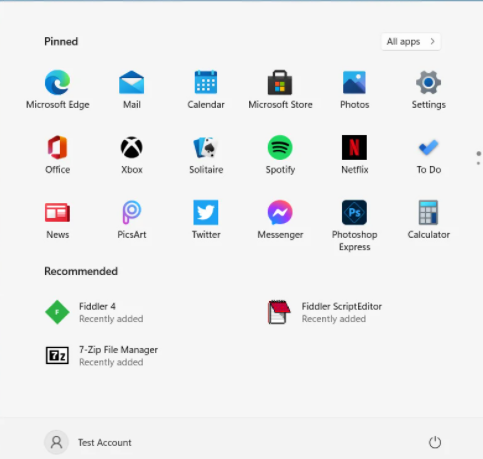 Pinned
All apps
Microsoft Edge
Mail
Calendar
Microsoft Store
Photos
Settings
Office
Xbox
Solitaire
Spotify
Netflix
To Do
News
PicsArt
Twitter
Messenger
Ps
Photoshop
Express
Calculator
Recommended
F
Fiddler 4
Recently added
Fiddler ScriptEditor
Recently added
7z
7-Zip File Manager
Recently added
Test Account